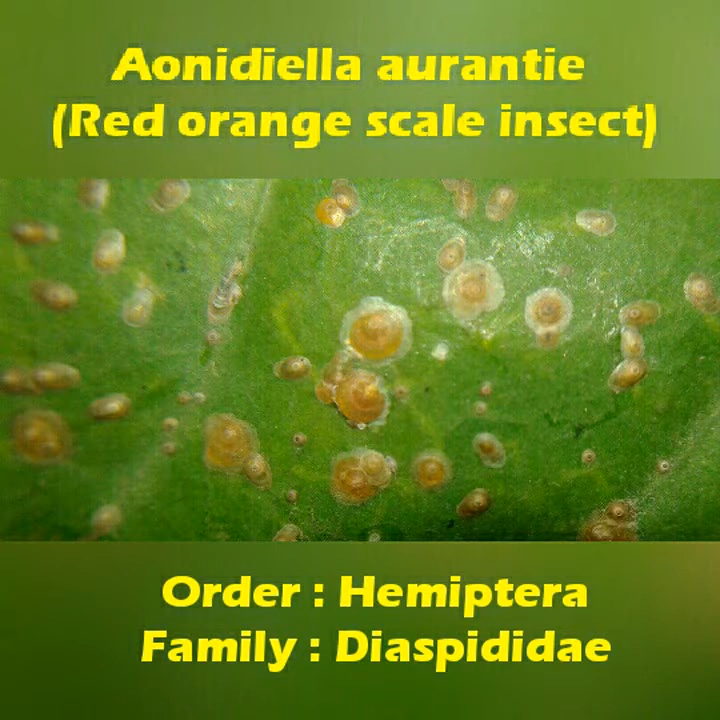 Aonidiella aurantie
(Red orange scale insect)
Order : Hemiptera
Family : Diaspididae